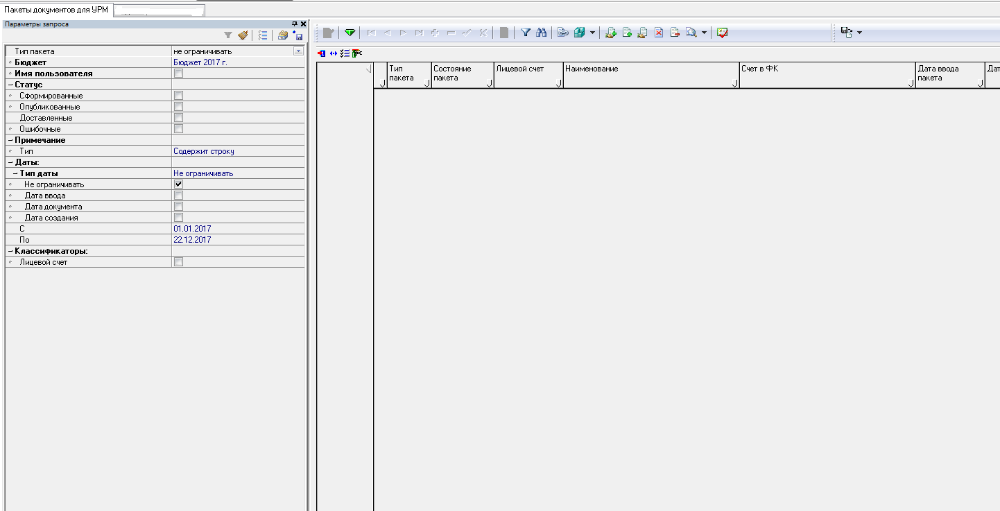 Пакеты документов для УРМ
Параметры запроса
Тип пакета не ограничивать
Бюджет Бюджет 2017 г.
Имя пользователя
Статус
Сформированные
Опубликованные
Доставленные
Ошибочные
Примечание
Тип Содержит строку
Даты:
Тип даты Не ограничивать
Не ограничивать
Дата ввода
Дата документа
Дата создания
С 01.01.2017
По 22.12.2017
Классификаторы:
Лицевой счет
Тип
пакета
Состояние
пакета
Лицевой счет
Наименование
Счет в ФК
Дата ввода
пакета
Дат